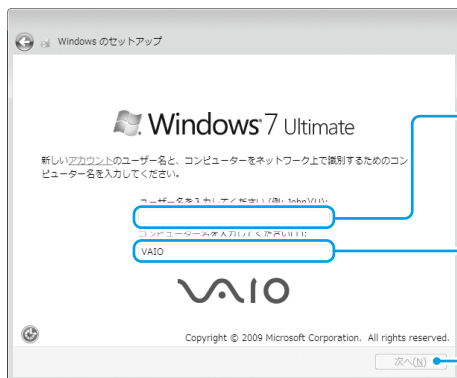 Windows のセットアップ
Windows 7 Ultimate
新しいアカウントのユーザー名と、コンピューターをネットワーク上で識別するためのコン
ピューター名を入力してください。
ユーザー名を入力してください (例: John)(U):
コンピューター名を入力してください(T):
VAIO
VAIO
Copyright © 2009 Microsoft Corporation. All rights reserved.
次へ(N)